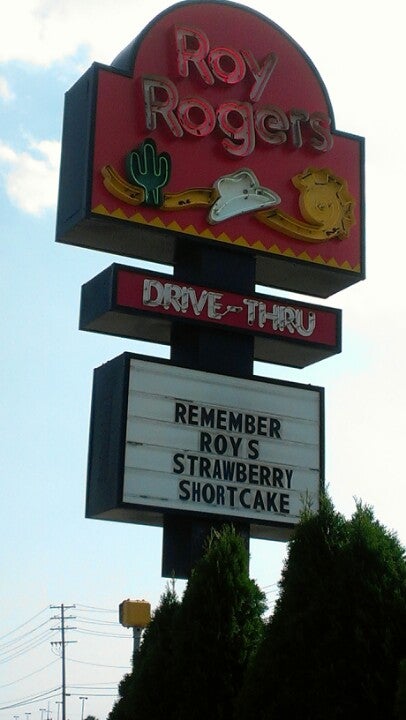 Roy
Rogers
DRIVE-THRU
REMEMBER
ROYS
STRAWBERRY
SHORTCAKE